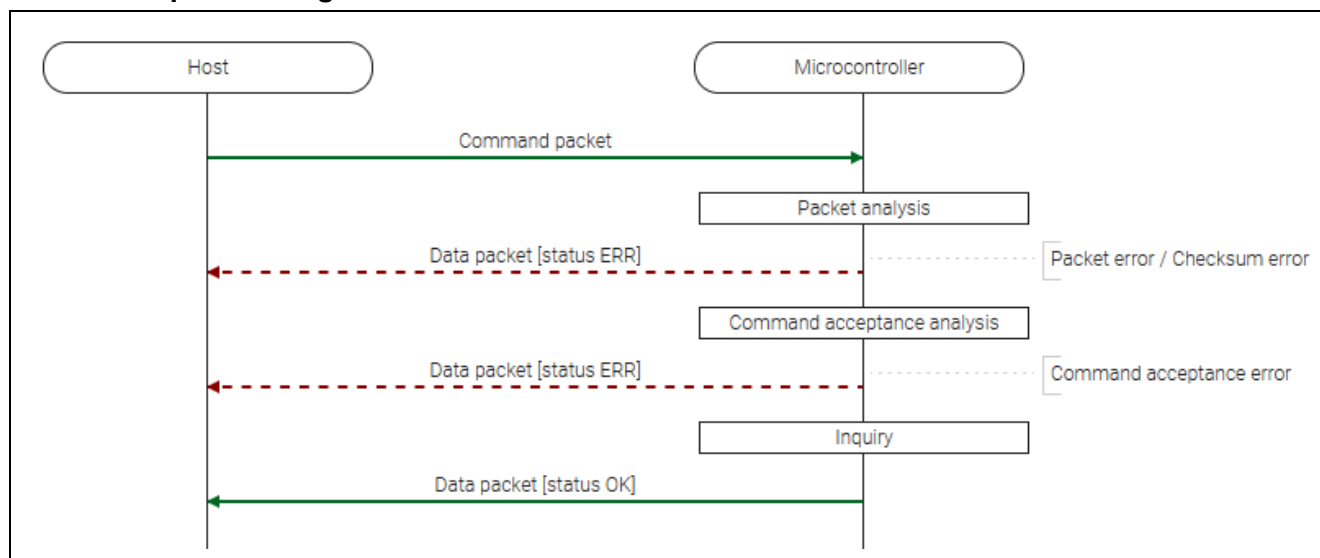 Host
Microcontroller
Command packet
Packet analysis
Data packet [status ERR]
Packet error / Checksum error
Command acceptance analysis
Data packet [status ERR]
Command acceptance error
Inquiry
Data packet [status OK]